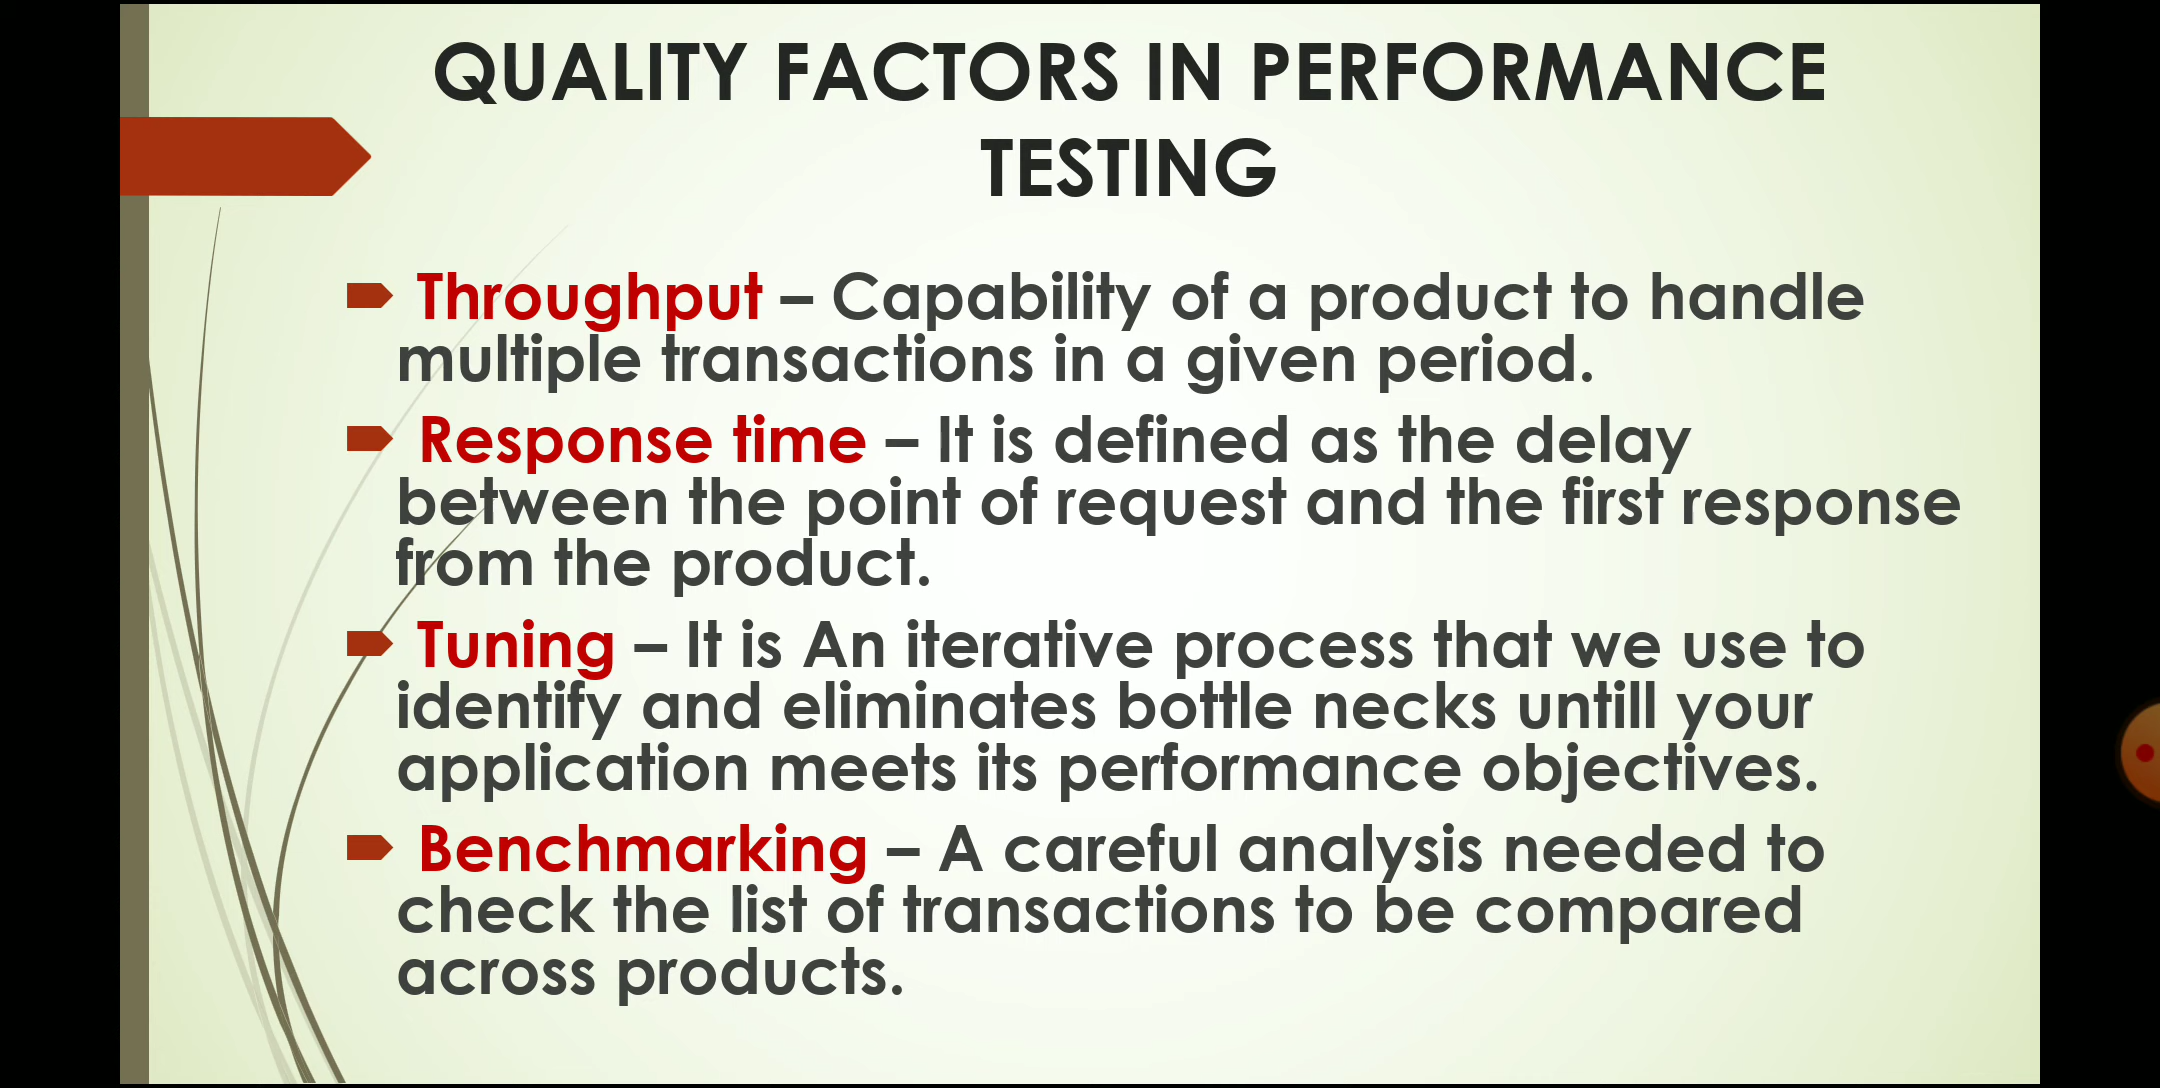 QUALITY FACTORS IN PERFORMANCE
TESTING
Throughput – Capability of a product to handle
multiple transactions in a given period.
Response time – It is defined as the delay
between the point of request and the first response
from the product.
Tuning – It is An iterative process that we use to
identify and eliminates bottle necks untill your
application meets its performance objectives.
Benchmarking – A careful analysis needed to
check the list of transactions to be compared
across products.